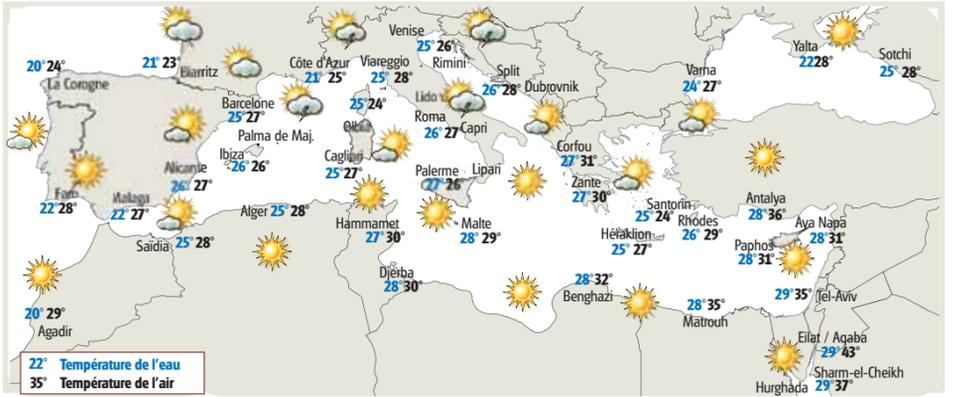 Venise
25° 26°
Rimini
Yalta
22 28°
Sotchi
25° 28°
20° 24°
La Corogne
21° 23°
Biarritz
Côte d'Azur
21° 25°
Viareggio
25° 28°
Split
26° 28°
Dubrovnik
Varna
24° 27°
Barcelone
25° 27°
25° 24°
Olbia
Lido
Roma
26° 27°
Capri
Palma de Maj.
Ibiza
26° 26°
Cagliari
25° 27°
Corfou
27° 31°
Alicante
26° 27°
Palerme
27° 26°
Lipari
Zante
27° 30°
Faro
22° 28°
Malaga
22° 27°
Alger 25° 28°
Santorin
25° 24°
Rhodes
26° 29°
Antalya
28° 36°
Aya Napa
28° 31°
Saïdia
25° 28°
Hammamet
27° 30°
Malte
28° 29°
Héraklion
25° 27°
Paphos
28° 31°
Djerba
28° 30°
28° 32°
Benghazi
28° 35°
Matrouh
29° 35°
Tel-Aviv
20° 29°
Agadir
Eilat / Aqaba
29° 43°
Sharm-el-Cheikh
29° 37°
Hurghada
22° Température de l'eau
35° Température de l'air